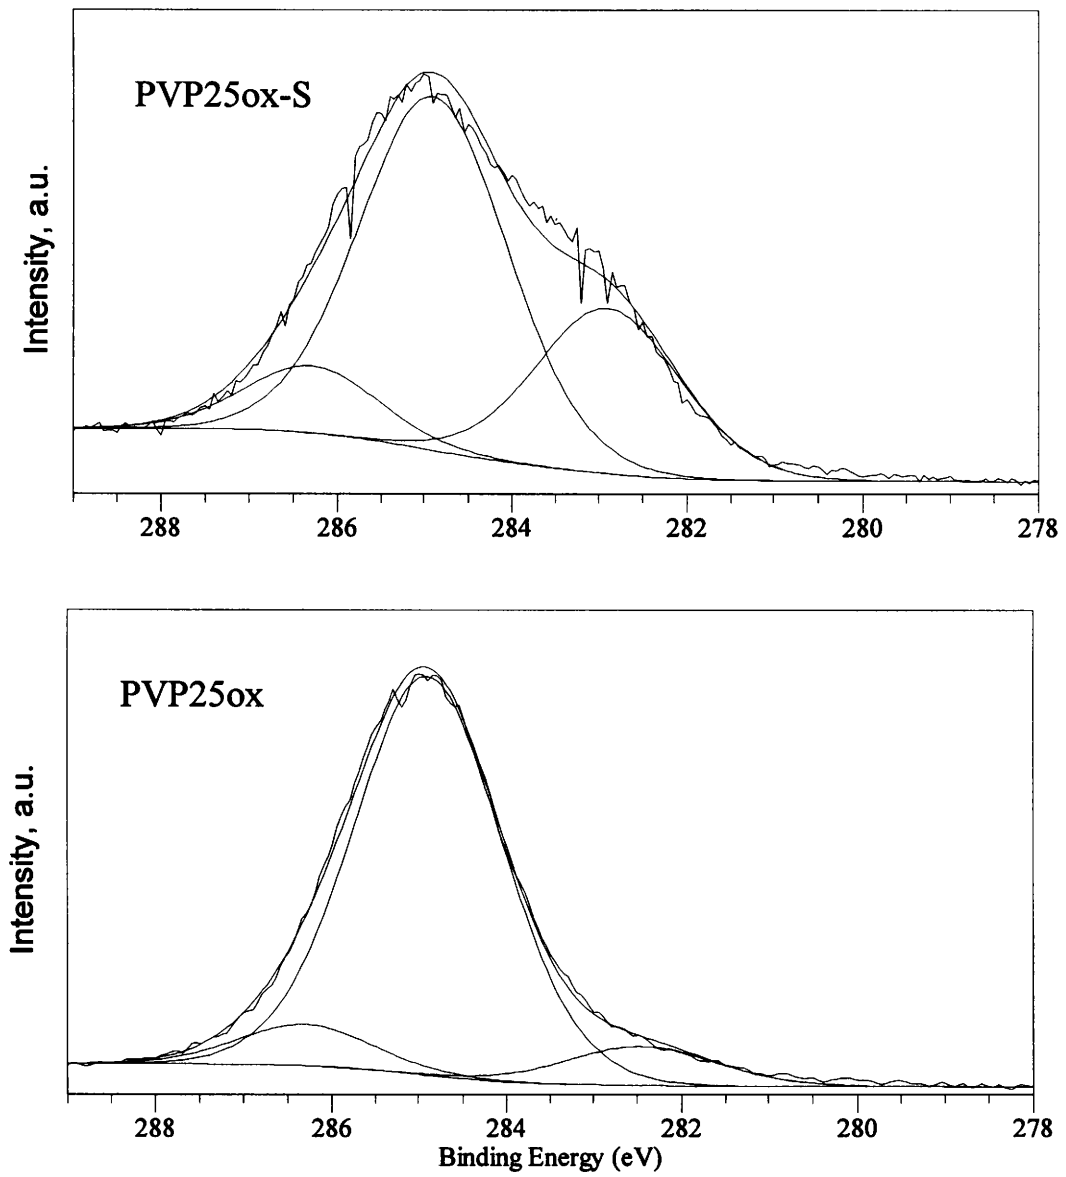 PVP25ox-S
Intensity, a.u.
288 286 284 282 280 278
PVP25ox
Intensity, a.u.
288 286 284 282 280 278
Binding Energy (eV)